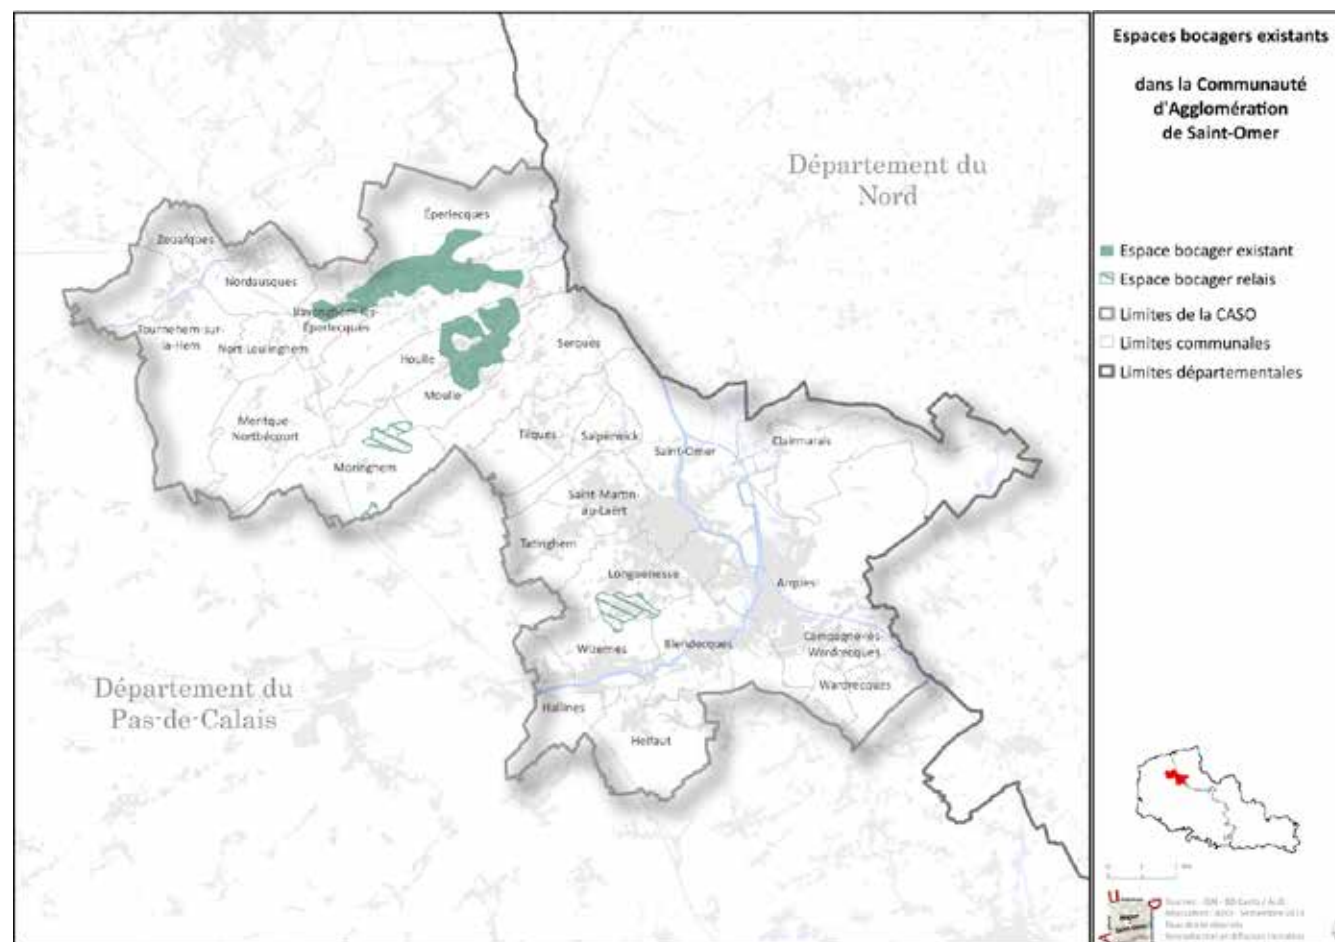 Espaces bocagers existants
dans la Communauté
d'Agglomération
de Saint-Omer
Département du
Nord
Éperlecques
Zouafques
Nordausques
Éperlecques
Tournehem-sur-
la-Hem
Nort-Leulinghem
Houlle
Serques
Moulle
Mentque-
Nortbécourt
Moringhem
Tilques
Salperwick
Saint-Omer
Clairmarais
Saint-Martin-
au-Laërt
Tatinghem
Longuenesse
Arques
Wizernes
Blendecques
Campagne-lès-
Wardrecques
Wardrecques
Hallines
Helfaut
Département du
Pas-de-Calais
Espace bocager existant
Espace bocager relais
Limites de la CASO
Limites communales
Limites départementales